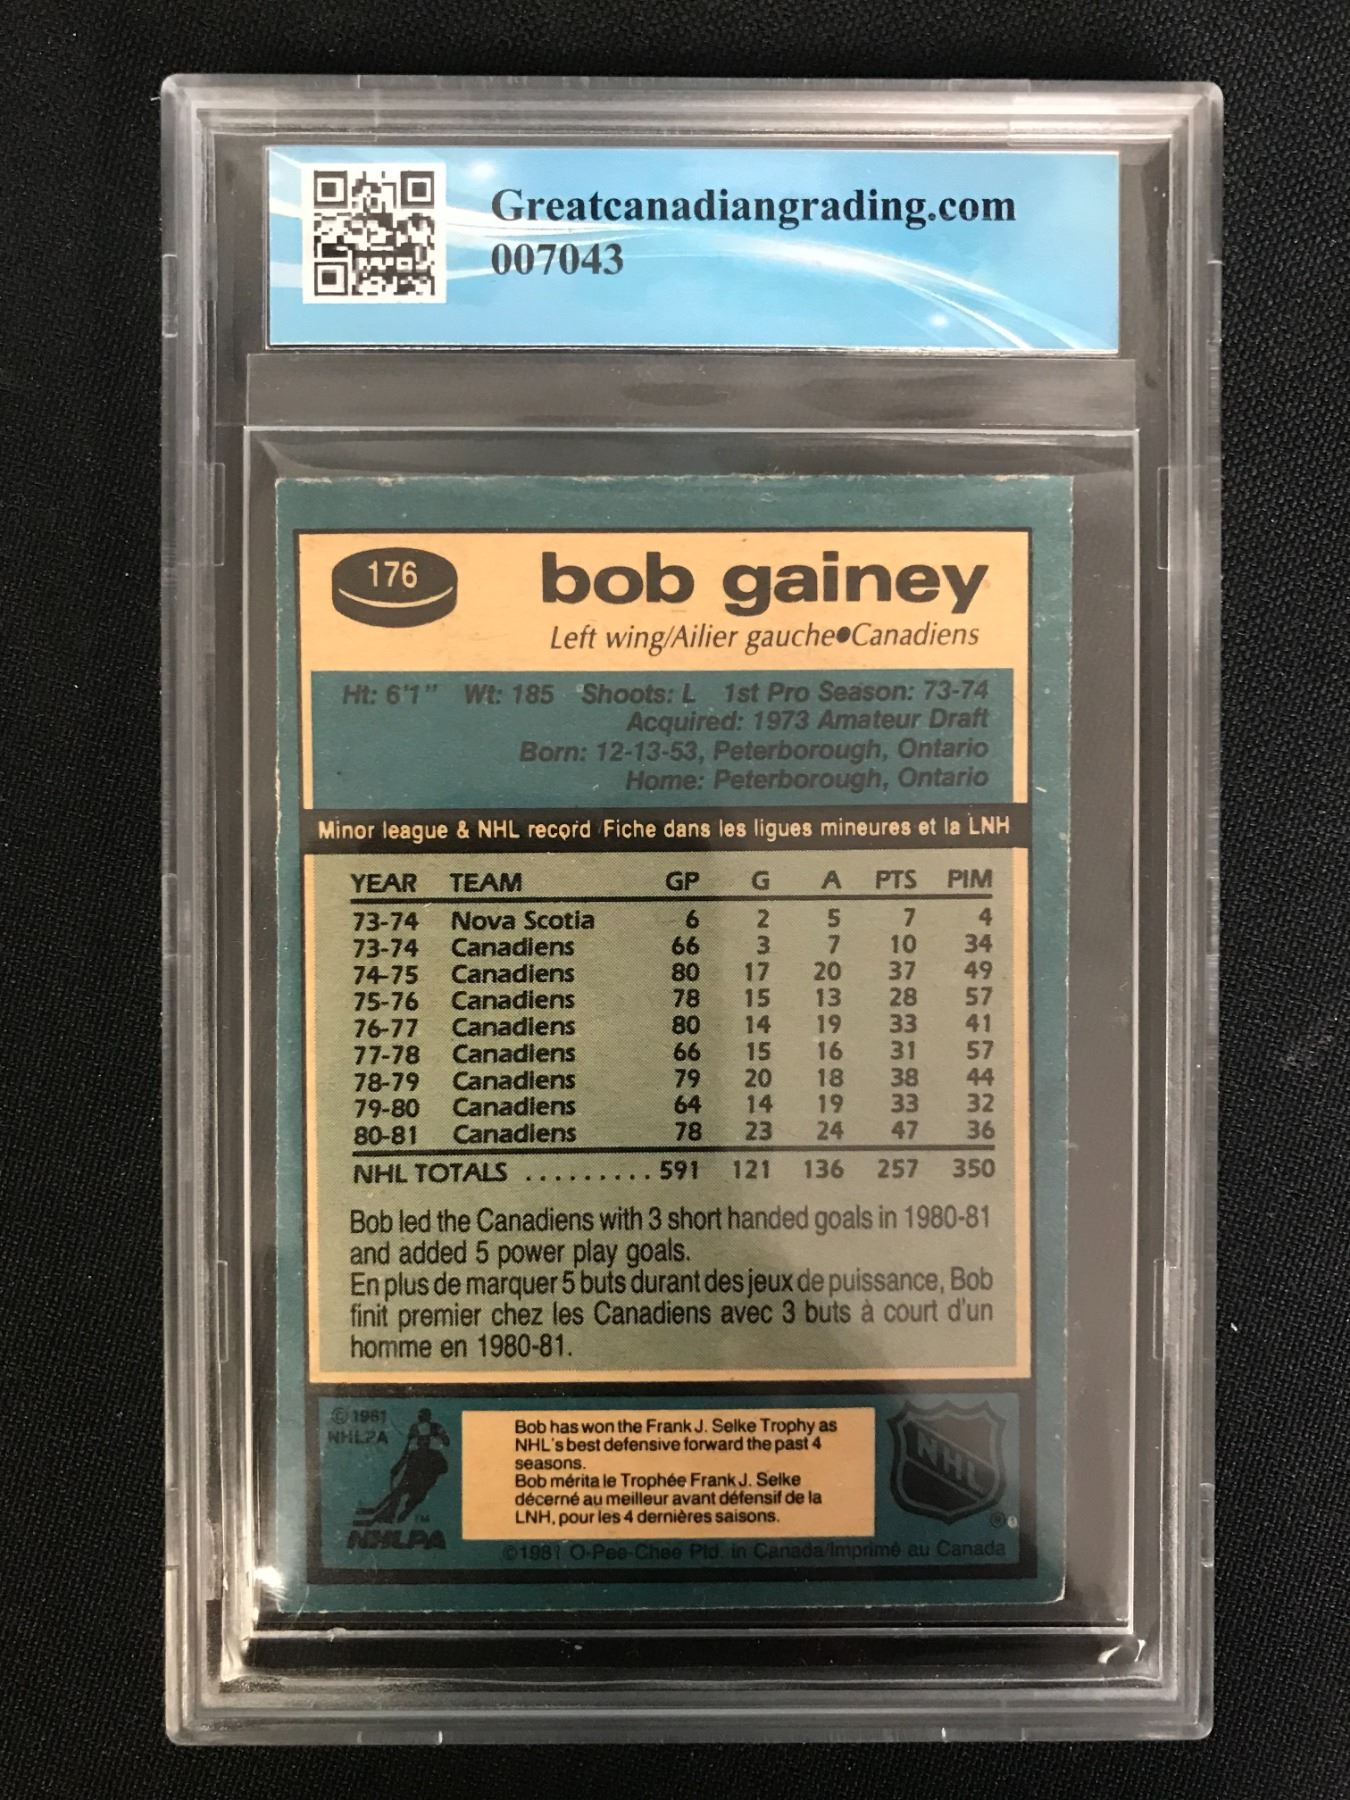 Greatcanadiangrading.com
007043
176
bob gainey
Left wing/Ailier gauche●Canadiens
Ht: 6'1" Wt: 185 Shoots: L 1st Pro Season: 73-74
Acquired: 1973 Amateur Draft
Born: 12-13-53, Peterborough, Ontario
Home: Peterborough, Ontario
Minor league & NHL record Fiche dans les ligues mineures et la LNH
YEAR TEAM GP G A PTS PIM
73-74 Nova Scotia 6 2 5 7 4
73-74 Canadiens 66 3 7 10 34
74-75 Canadiens 80 17 20 37 49
75-76 Canadiens 78 15 13 28 57
76-77 Canadiens 80 14 19 33 41
77-78 Canadiens 66 15 16 31 57
78-79 Canadiens 79 20 18 38 44
79-80 Canadiens 64 14 19 33 32
80-81 Canadiens 78 23 24 47 36
NHL TOTALS .......... 591 121 136 257 350
Bob led the Canadiens with 3 short handed goals in 1980-81
and added 5 power play goals.
En plus de marquer 5 buts durant des jeux de puissance, Bob
finit premier chez les Canadiens avec 3 buts à court d'un
homme en 1980-81.
© 1981
NHLPA
TM
NHLPA
Bob has won the Frank J. Selke Trophy as
NHL's best defensive forward the past 4
seasons.
Bob mérita le Trophée Frank J. Selke
décerné au meilleur avant défensif de la
LNH, pour les 4 dernières saisons.
NHL
®
©1981 O-Pee-Chee Ptd. in Canada/Imprimé au Canada